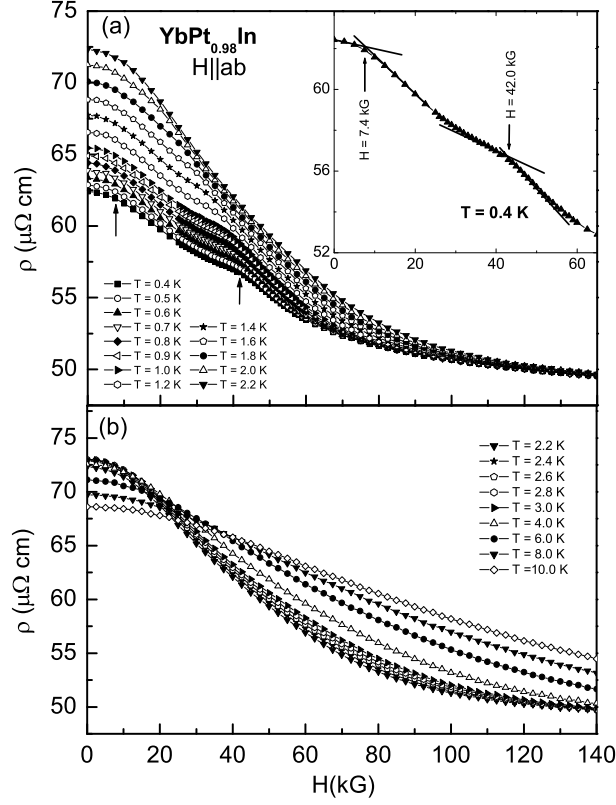 (a)
YbPt0.98In
H||ab
75
70
65
60
55
50
ρ (μΩ cm)
T = 0.4 K
T = 0.5 K
T = 0.6 K
T = 0.7 K
T = 0.8 K
T = 0.9 K
T = 1.0 K
T = 1.2 K
T = 1.4 K
T = 1.6 K
T = 1.8 K
T = 2.0 K
T = 2.2 K
62
56
52
H = 7.4 kG
H = 42.0 kG
T = 0.4 K
0 20 40 60
(b)
75
70
65
60
55
50
ρ (μΩ cm)
T = 2.2 K
T = 2.4 K
T = 2.6 K
T = 2.8 K
T = 3.0 K
T = 4.0 K
T = 6.0 K
T = 8.0 K
T =10.0 K
0 20 40 60 80 100 120 140
H(kG)